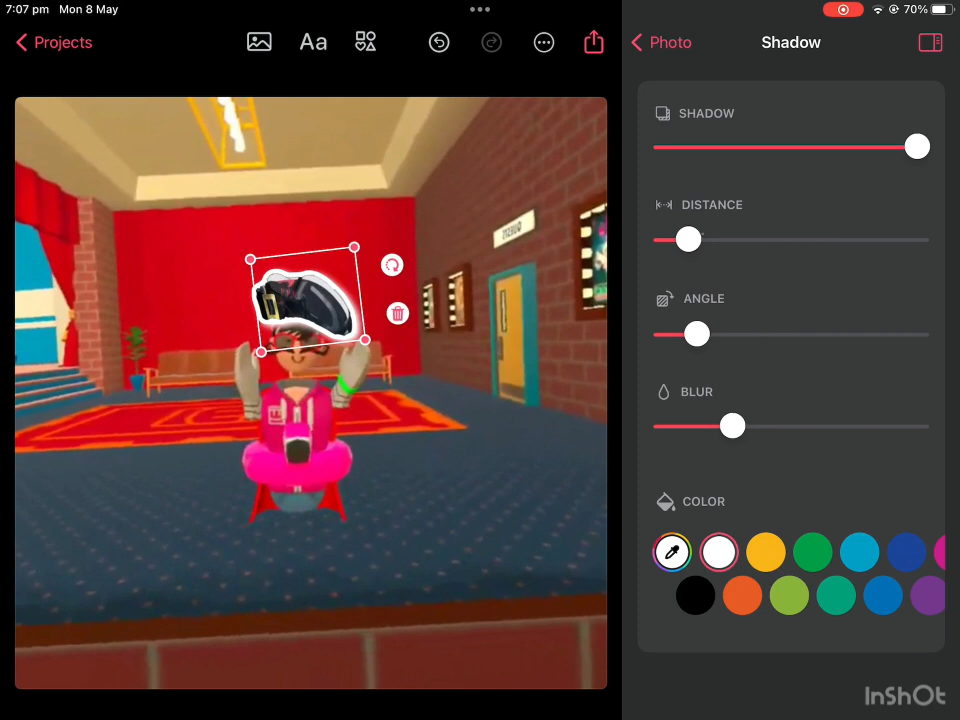 7:07 pm Mon 8 May
70%
Projects
Aa
Photo
Shadow
SHADOW
DISTANCE
ANGLE
BLUR
COLOR
InShOt